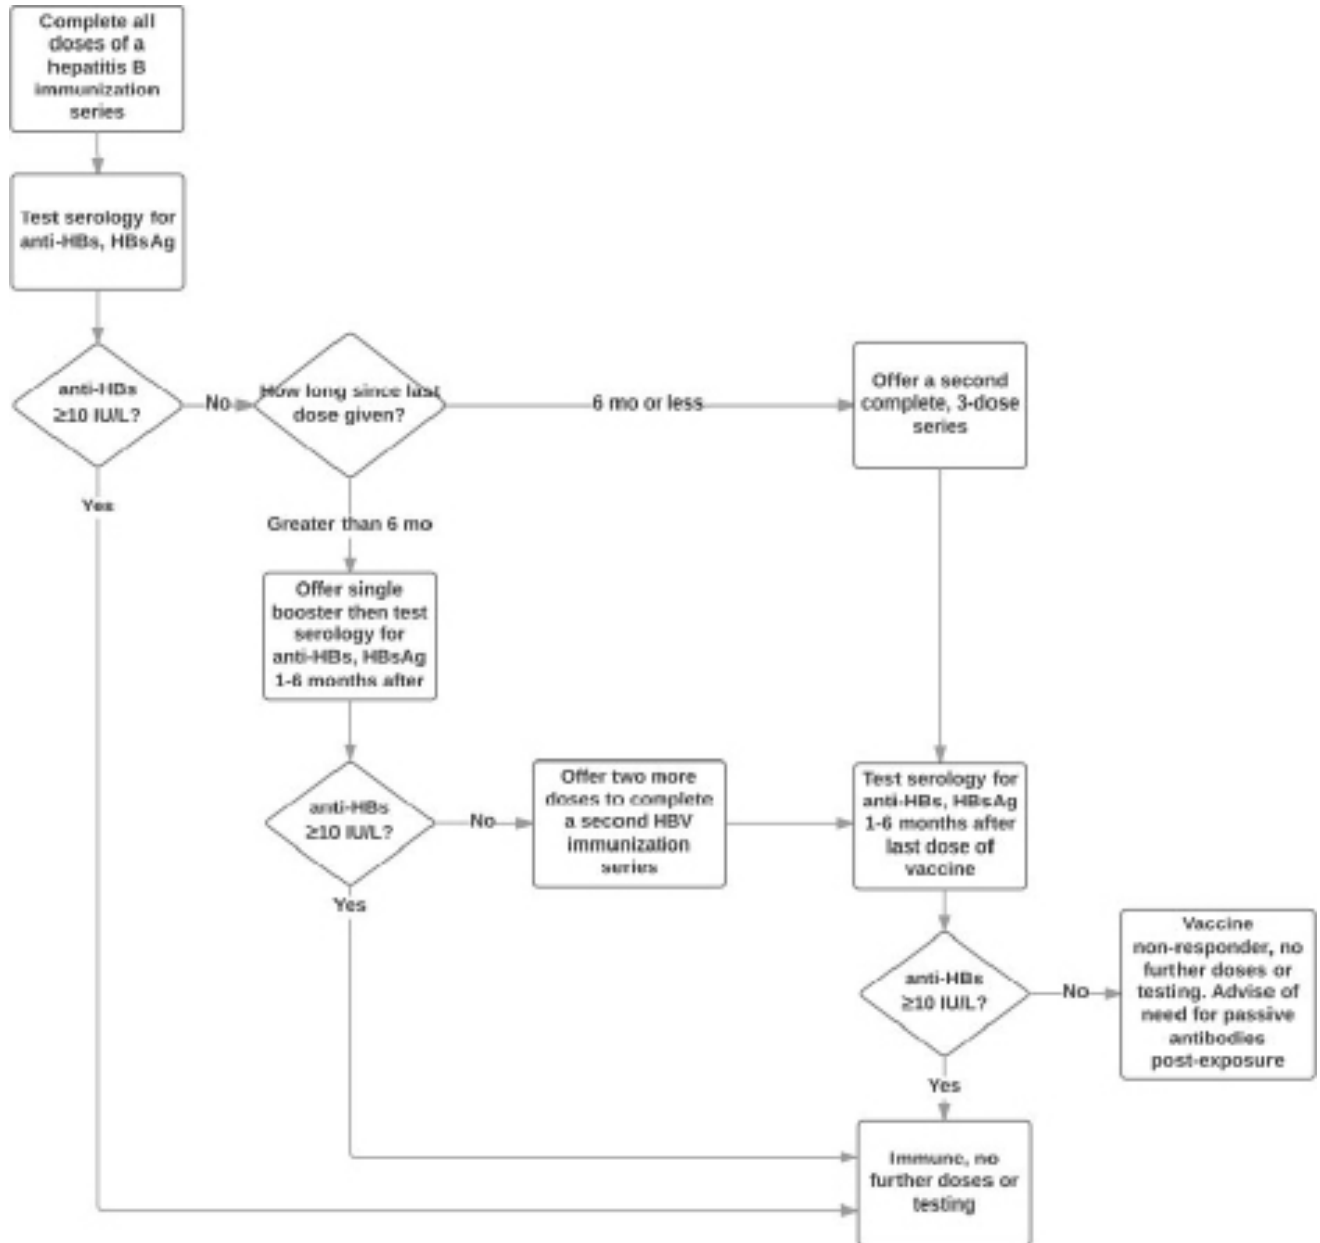 Complete all
doses of a
hepatitis B
immunization
series
Test serology for
anti-HBs, HBsAg
anti-HBs
≥10 IU/L?
No
How long since last
dose given?
6 mo or less
Offer a second
complete, 3-dose
series
Yes
Greater than 6 mo
Offer single
booster then test
serology for
anti-HBs, HBsAg
1-6 months after
anti-HBs
≥10 IU/L?
No
Offer two more
doses to complete
a second HBV
immunization
series
Test serology for
anti-HBs, HBsAg
1-6 months after
last dose of
vaccine
Yes
anti-HBs
≥10 IU/L?
No
Vaccine
non-responder, no
further doses or
testing. Advise of
need for passive
antibodies
post-exposure
Yes
Immune, no
further doses or
testing